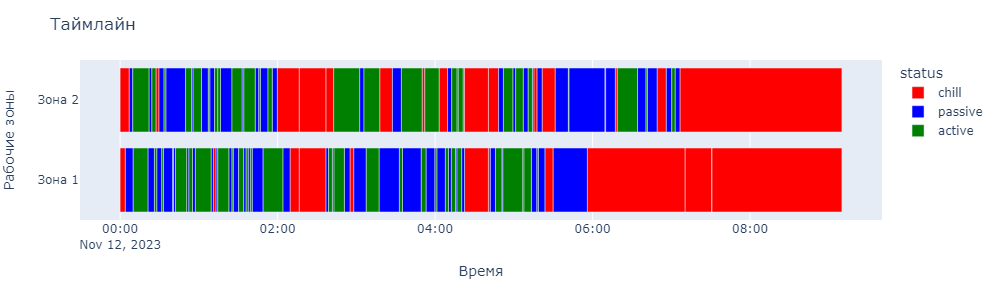 Таймлайн
Рабочие зоны
Зона 2
Зона 1
00:00
02:00
04:00
06:00
08:00
Nov 12, 2023
Время
status
chill
passive
active